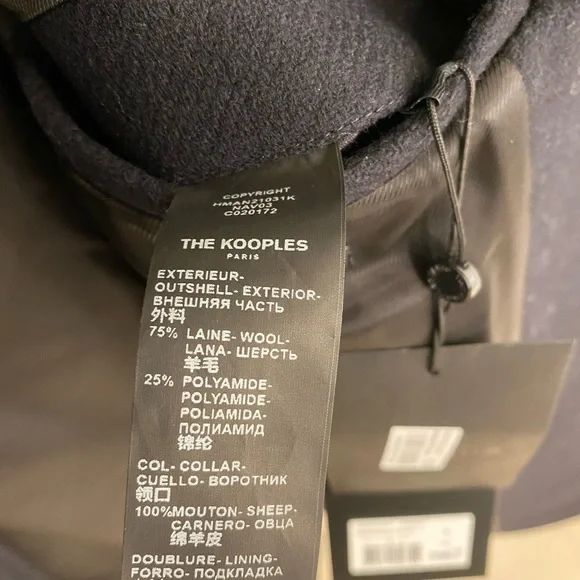 COPYRIGHT
HMAN21031K
NAV03
C020172
THE KOOPLES
PARIS
EXTERIEUR-
OUTSHELL- EXTERIOR-
ВНЕШНЯЯ ЧАСТЬ
外料
75% LAINE- WOOL-
LANA- ШЕРСТЬ
羊毛
25% POLYAMIDE-
POLYAMIDE-
POLIAMIDA-
ПОЛИАМИД
锦纶
COL- COLLAR-
CUELLO- ВОРОТНИК
领口
100%MOUTON- SHEEP-
CARNERO- ОВЦА
绵羊皮
DOUBLURE- LINING-
FORRO- ПОДКЛАДКА